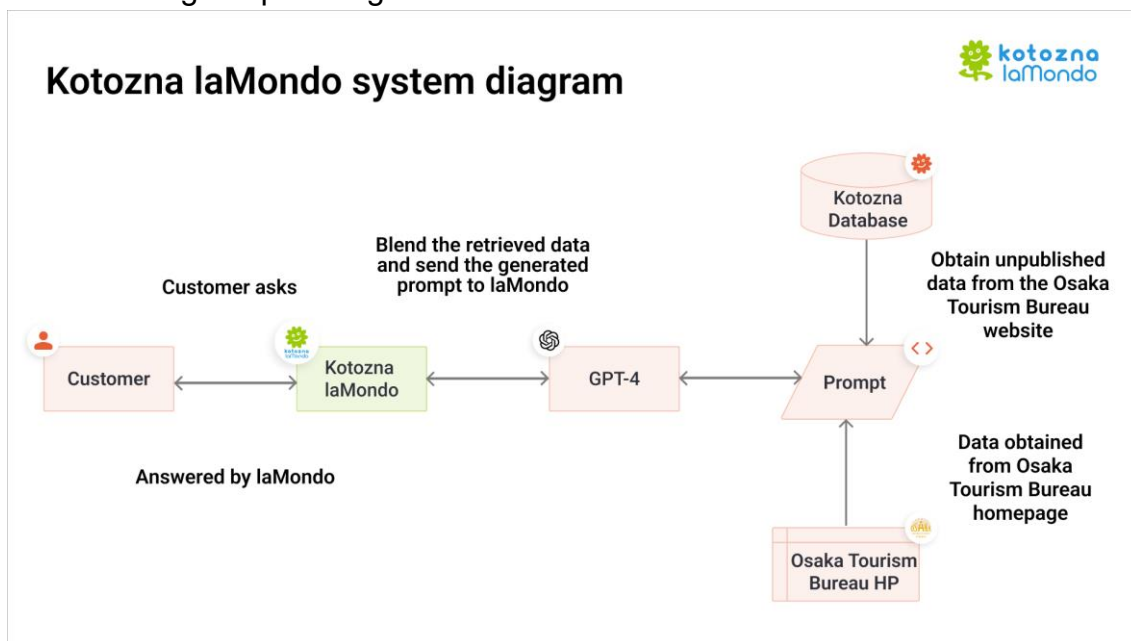 Kotozna laMondo system diagram
kotozna
laMondo
Kotozna
Database
Blend the retrieved data
and send the generated
prompt to laMondo
Obtain unpublished
data from the Osaka
Tourism Bureau
website
Customer asks
Customer
kotozna
laMondo
Kotozna
laMondo
GPT-4
Prompt
Answered by laMondo
Data obtained
from Osaka
Tourism Bureau
homepage
Osaka Tourism
Bureau HP